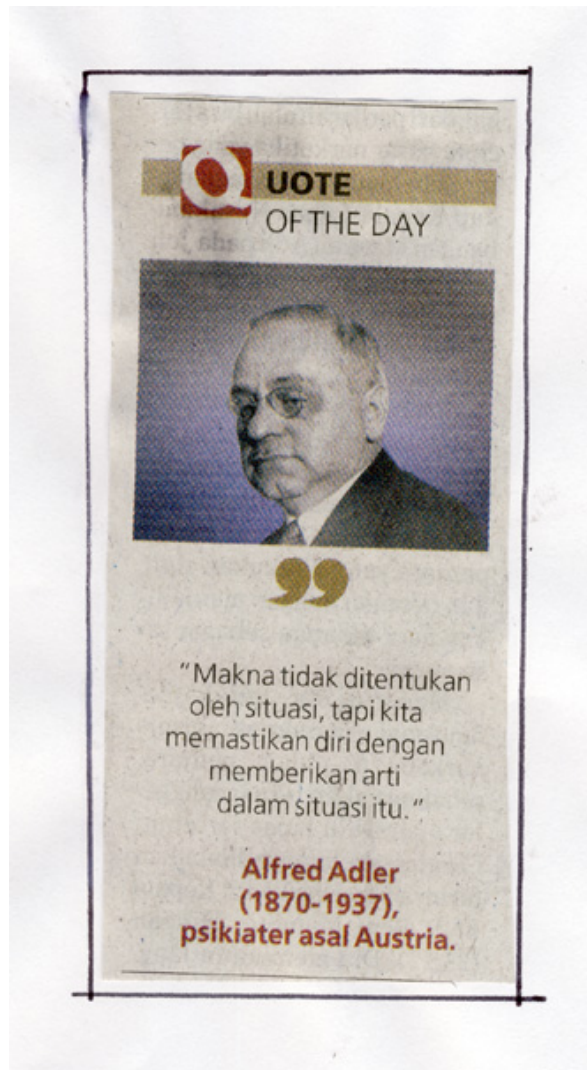 QUOTE
OF THE DAY
”
“Makna tidak ditentukan
oleh situasi, tapi kita
memastikan diri dengan
memberikan arti
dalam situasi itu.“
Alfred Adler
(1870-1937),
psikiater asal Austria.